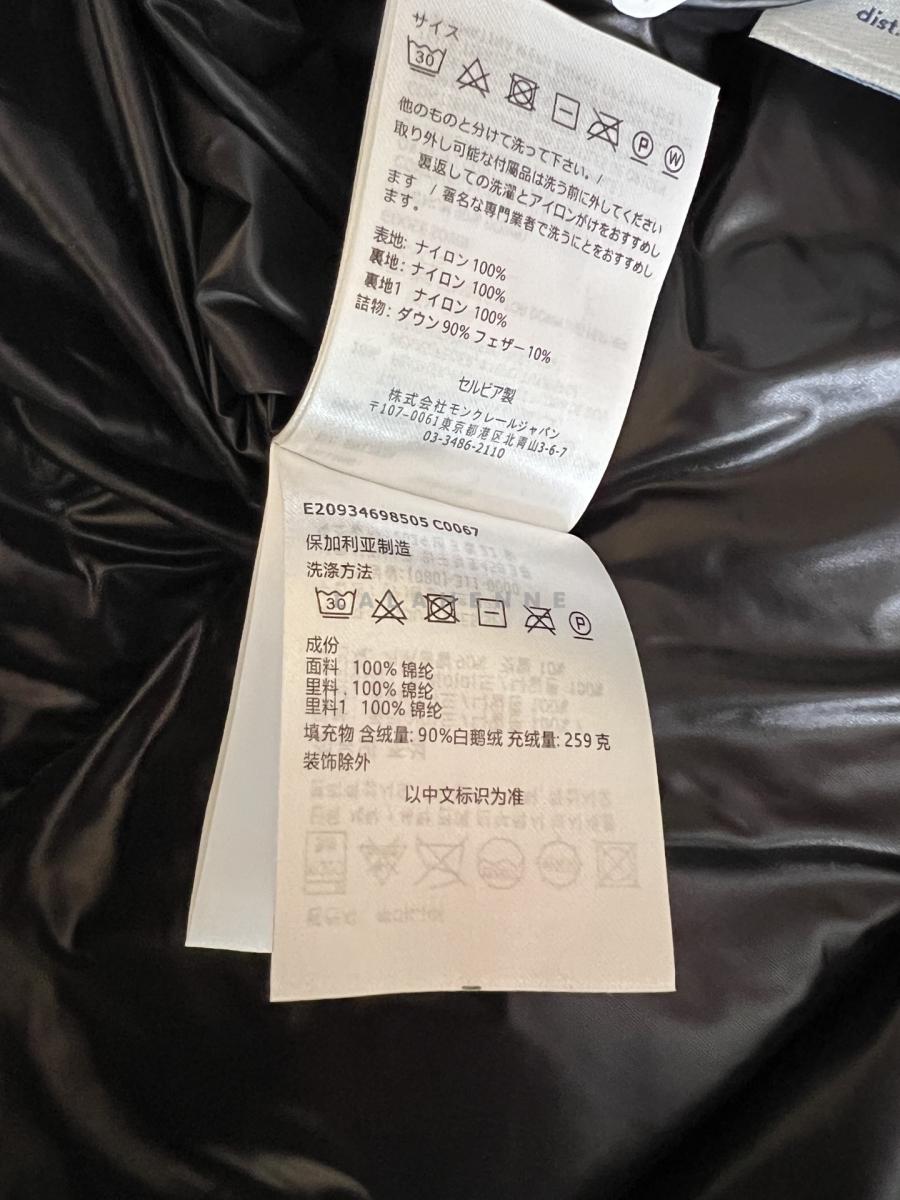 dist.
サイズ
30
P W
他のものと分けて洗って下さい。/
取り外し可能な付属品は洗う前に外してください
裏返しての洗濯とアイロンがけをおすすめし
ます / 著名な専門業者で洗うにとをおすすめし
ます。
表地: ナイロン 100%
裏地: ナイロン 100%
裏地1 ナイロン 100%
詰物: ダウン 90% フェザー 10%
セルビア製
株式会社モンクレールジャパン
〒107-0061東京都港区北青山3-6-7
03-3486-2110
E20934698505 C0067
保加利亚制造
洗涤方法
30 P
成份
面料 100% 锦纶
里料 . 100% 锦纶
里料1 100% 锦纶
填充物 含绒量: 90%白鹅绒 充绒量: 259 克
装饰除外
以中文标识为准